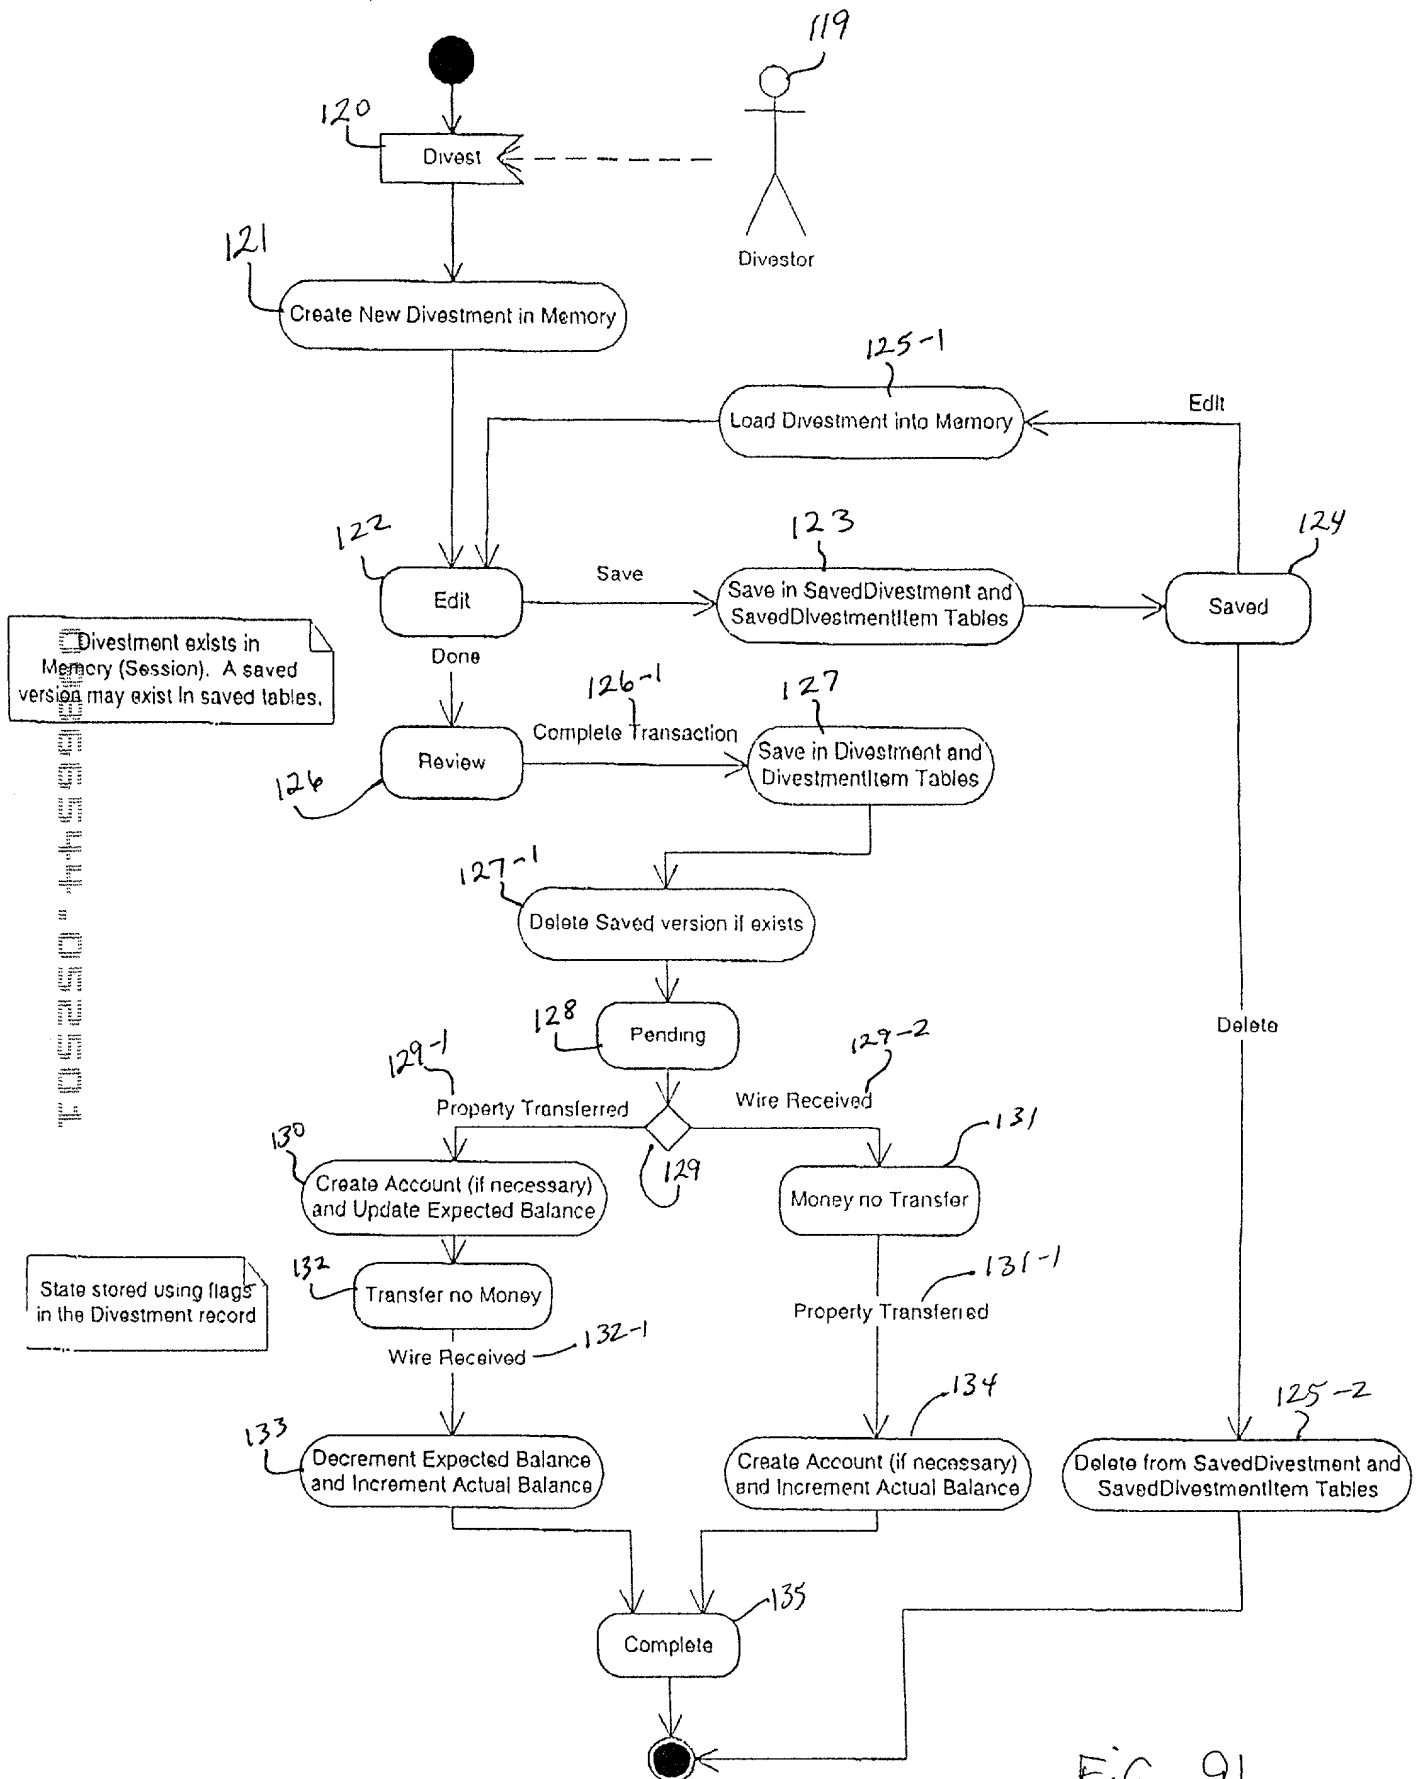 119
120
Divest
Divestor
121
Create New Divestment in Memory
125-1
Load Divestment into Memory
Edit
122
Edit
Save
123
Save in SavedDivestment and
SavedDivestmentItem Tables
124
Saved
Divestment exists in
Memory (Session). A saved
version may exist in saved tables.
Done
126-1
Complete Transaction
127
Review
126
Save in Divestment and
DivestmentItem Tables
127-1
Delete Saved version if exists
128
Pending
Delete
129-1
Property Transferred
129-2
Wire Received
129
130
Create Account (if necessary)
and Update Expected Balance
131
Money no Transfer
State stored using flags
in the Divestment record
132
Transfer no Money
131-1
Property Transferred
Wire Received
132-1
133
Decrement Expected Balance
and Increment Actual Balance
134
Create Account (if necessary)
and Increment Actual Balance
125-2
Delete from SavedDivestment and
SavedDivestmentItem Tables
135
Complete
FIG 91